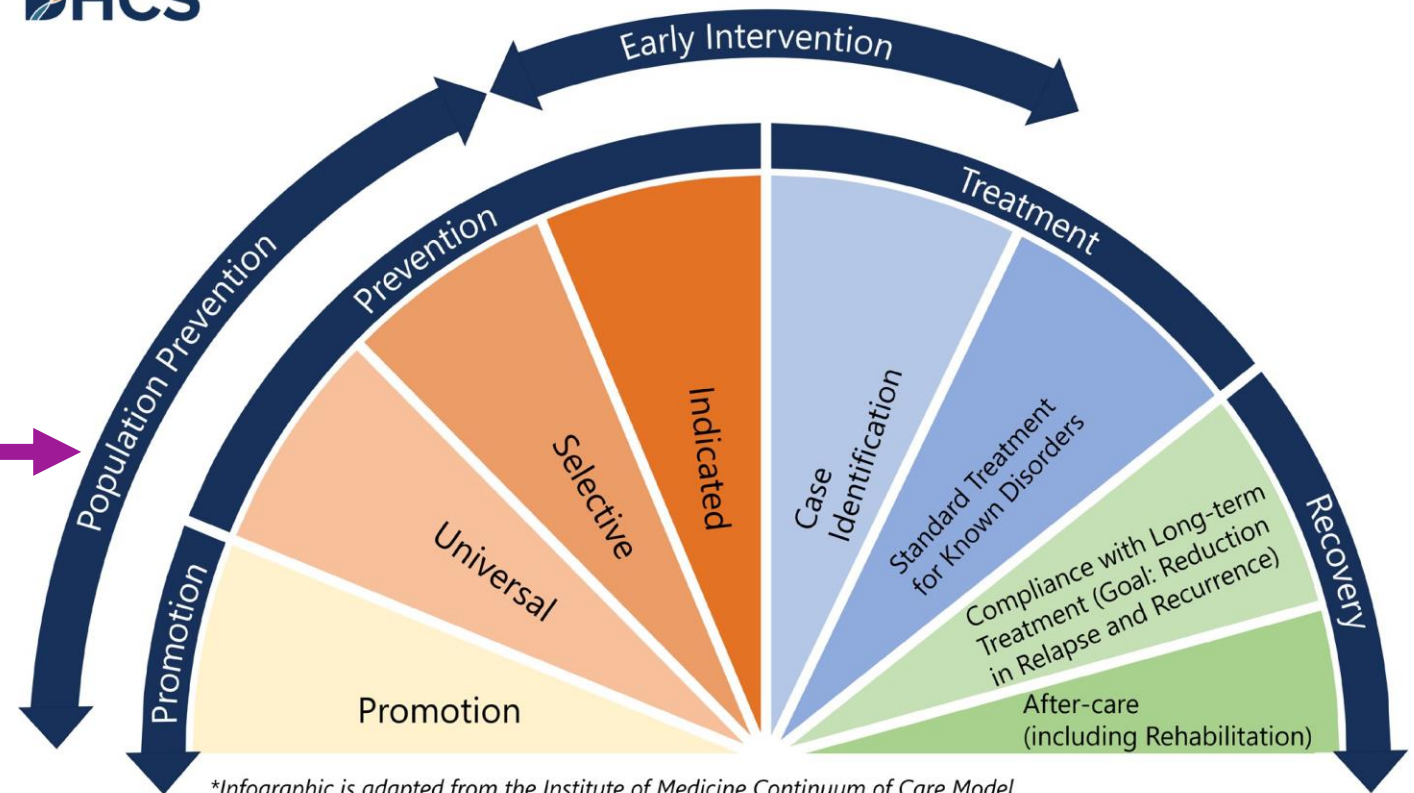 DHCS
Early Intervention
Population Prevention
Prevention
Treatment
Promotion
Recovery
Promotion
Universal
Selective
Indicated
Case
Identification
Standard Treatment
for Known Disorders
Compliance with Long-term
Treatment (Goal: Reduction
in Relapse and Recurrence)
After-care
(including Rehabilitation)
*Infographic is adapted from the Institute of Medicine Continuum of Care Model